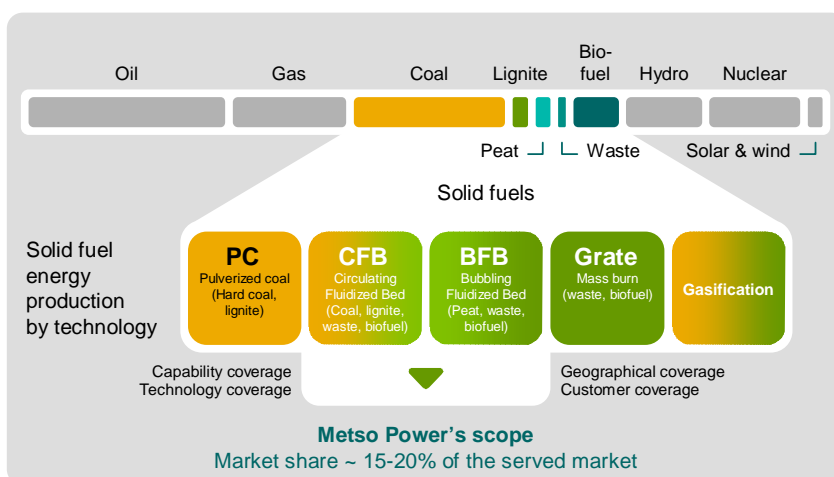 Oil
Gas
Coal
Lignite
Bio-
fuel
Hydro
Nuclear
Peat
Waste
Solar & wind
Solid fuels
Solid fuel
energy
production
by technology
PC
Pulverized coal
(Hard coal,
lignite)
CFB
Circulating
Fluidized Bed
(Coal, lignite,
waste, biofuel)
BFB
Bubbling
Fluidized Bed
(Peat, waste,
biofuel)
Grate
Mass burn
(waste, biofuel)
Gasification
Capability coverage
Technology coverage
Geographical coverage
Customer coverage
Metso Power's scope
Market share ~ 15-20% of the served market